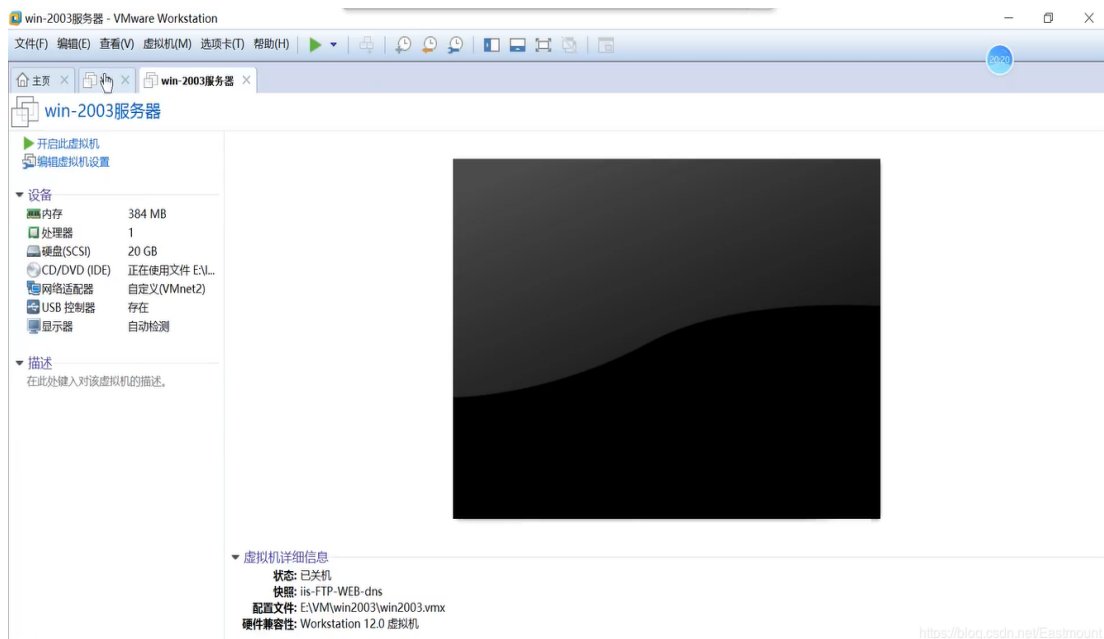 win-2003服务器 - VMware Workstation
文件(F) 编辑(E) 查看(V) 虚拟机(M) 选项卡(T) 帮助(H)
20:20
主页 win-2003服务器
win-2003服务器
开启此虚拟机
编辑虚拟机设置
设备
内存 384 MB
处理器 1
硬盘(SCSI) 20 GB
CD/DVD (IDE) 正在使用文件 E:\I...
网络适配器 自定义(VMnet2)
USB 控制器 存在
显示器 自动检测
描述
在此处键入对该虚拟机的描述。
虚拟机详细信息
状态: 已关机
快照: iis-FTP-WEB-dns
配置文件: E:\VM\win2003\win2003.vmx
硬件兼容性: Workstation 12.0 虚拟机
https://blog.csdn.net/Eastmount